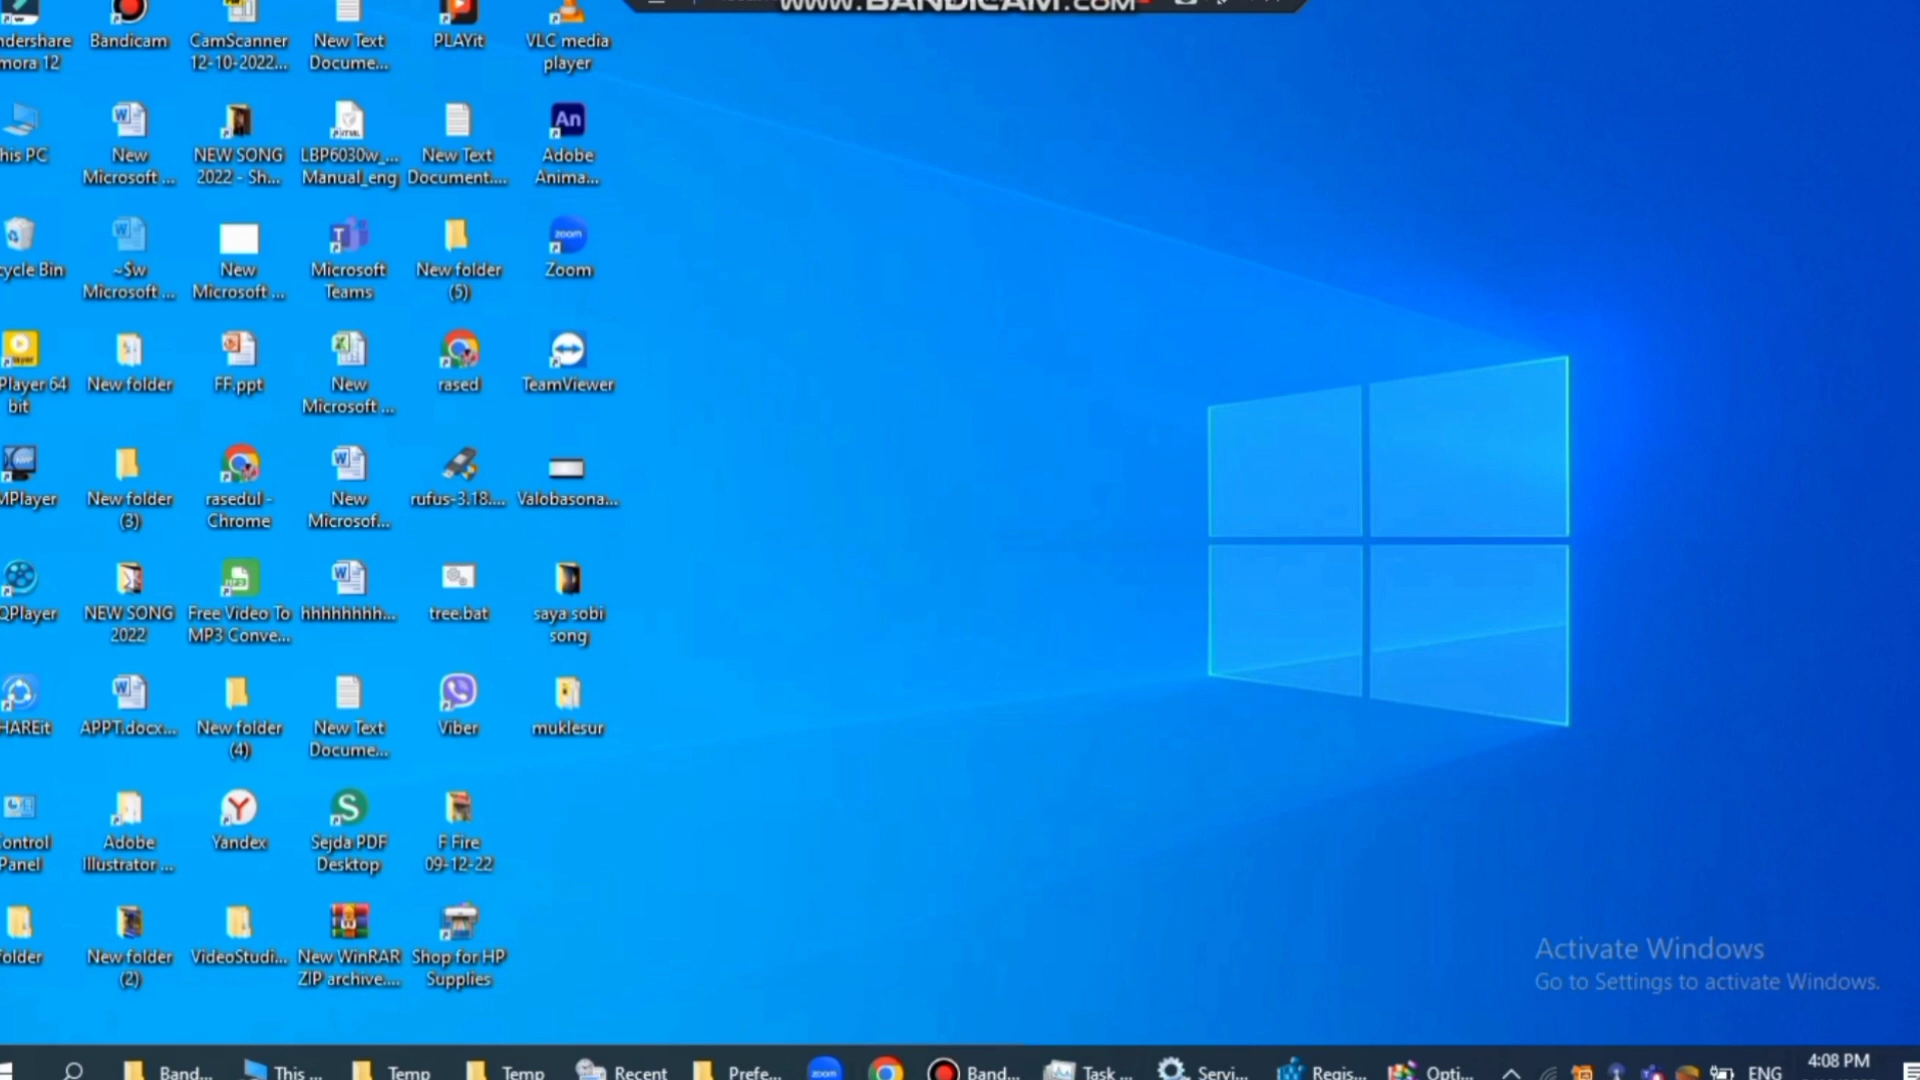 www.BANDICAM.COM
ndershare
mora 12
Bandicam
CamScanner
12-10-2022...
New Text
Docume...
PLAYit
VLC media
player
his PC
New
Microsoft ...
NEW SONG
2022 - Sh...
LBP6030w_...
Manual_eng
New Text
Document....
An
Adobe
Anima...
ycle Bin
~$w
Microsoft ...
New
Microsoft ...
Microsoft
Teams
New folder
(5)
zoom
Zoom
Player 64
bit
New folder
FF.ppt
New
Microsoft ...
rased
TeamViewer
MPlayer
New folder
(3)
rasedul -
Chrome
New
Microsof...
rufus-3.18....
Valobasona...
QPlayer
NEW SONG
2022
Free Video To
MP3 Conve...
hhhhhhhh...
tree.bat
saya sobi
song
HAREit
APPT.docx...
New folder
(4)
New Text
Docume...
Viber
muklesur
ontrol
Panel
Adobe
Illustrator ...
Yandex
Sejda PDF
Desktop
F Fire
09-12-22
folder
New folder
(2)
VideoStudi...
New WinRAR
ZIP archive....
Shop for HP
Supplies
Activate Windows
Go to Settings to activate Windows.
Band...
This ...
Temp
Temp
Recent
Prefe...
zoom
Band...
Task ...
Servi...
Regis...
Opti...
ENG
4:08 PM